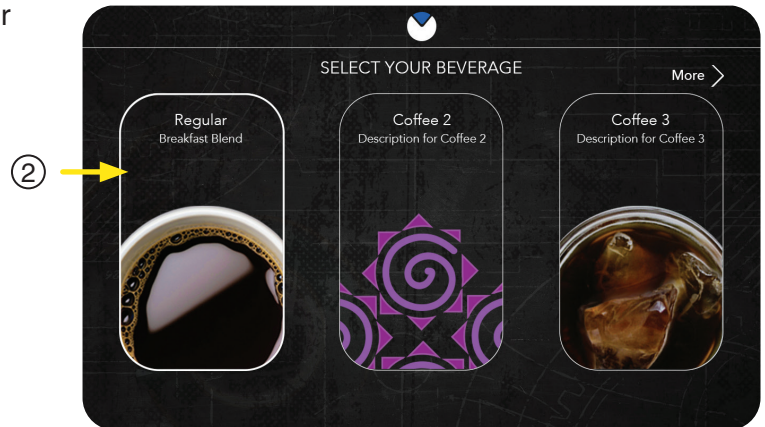 r
SELECT YOUR BEVERAGE
More
Regular
Breakfast Blend
Coffee 2
Description for Coffee 2
Coffee 3
Description for Coffee 3
2